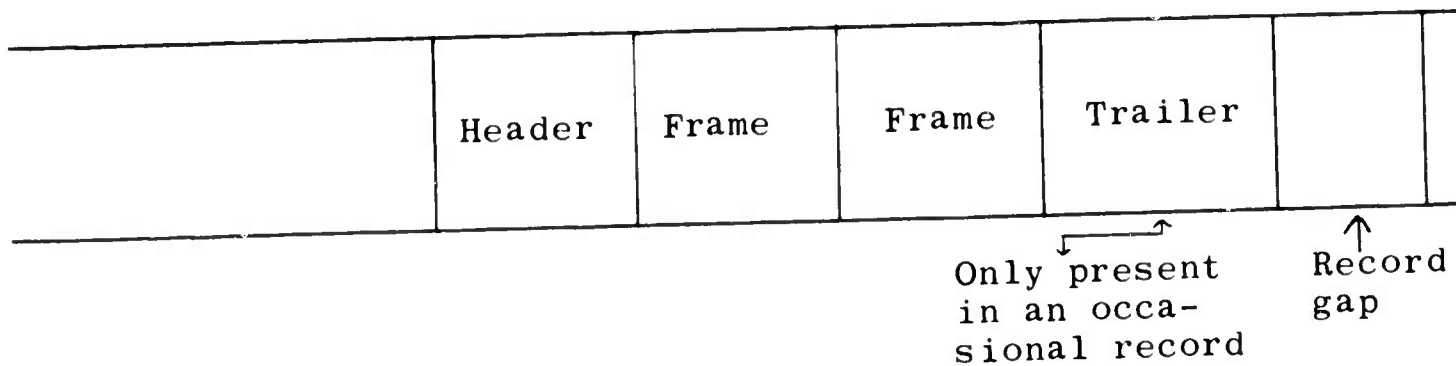 Header Frame Frame Trailer
Only present
in an occa-
sional record
Record
gap